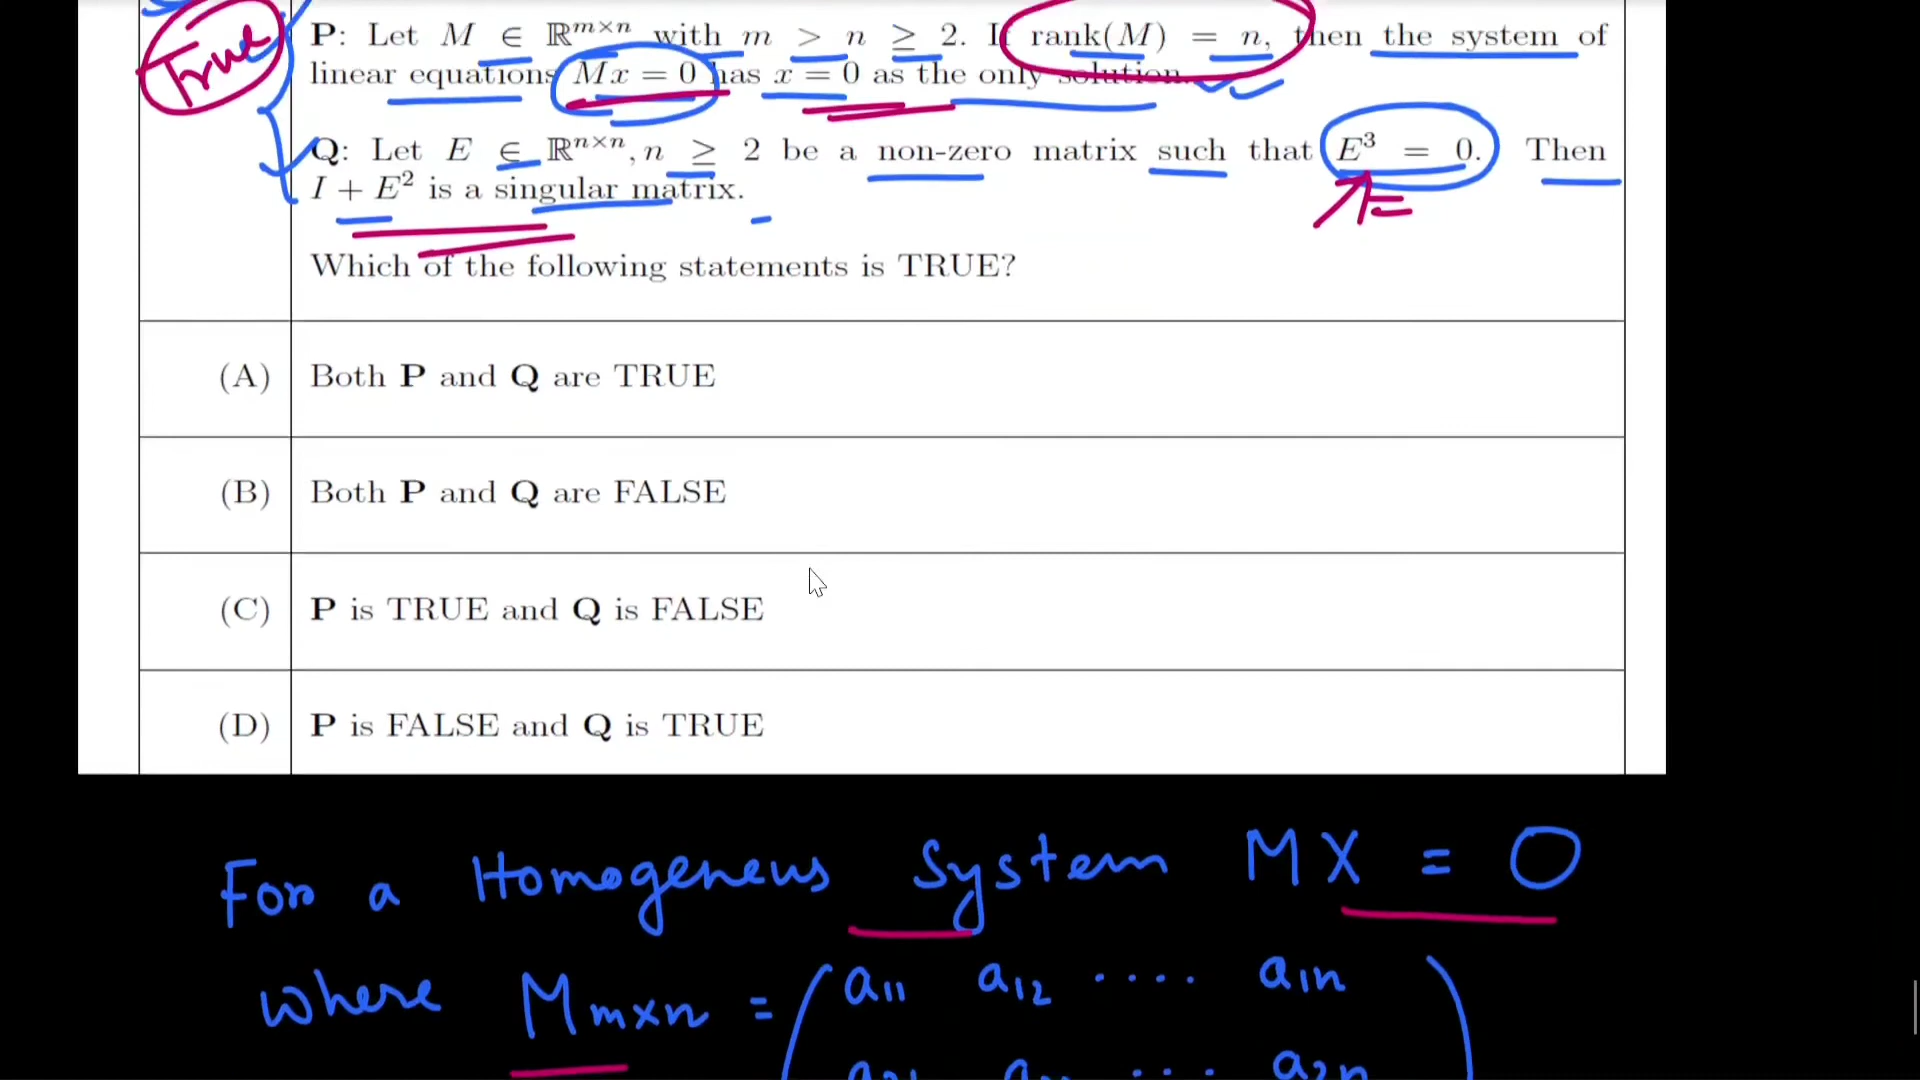 True
P: Let M ∈ ℝᵐˣⁿ with m > n ≥ 2. If rank(M) = n, then the system of
linear equations Mx = 0 has x = 0 as the only solution.
Q: Let E ∈ ℝⁿˣⁿ, n ≥ 2 be a non-zero matrix such that E³ = 0. Then
I + E² is a singular matrix.
Which of the following statements is TRUE?
(A) Both P and Q are TRUE
(B) Both P and Q are FALSE
(C) P is TRUE and Q is FALSE
(D) P is FALSE and Q is TRUE
For a Homogeneus System MX = 0
where Mmxn = ( a11 a12 .... a1n )
a2n